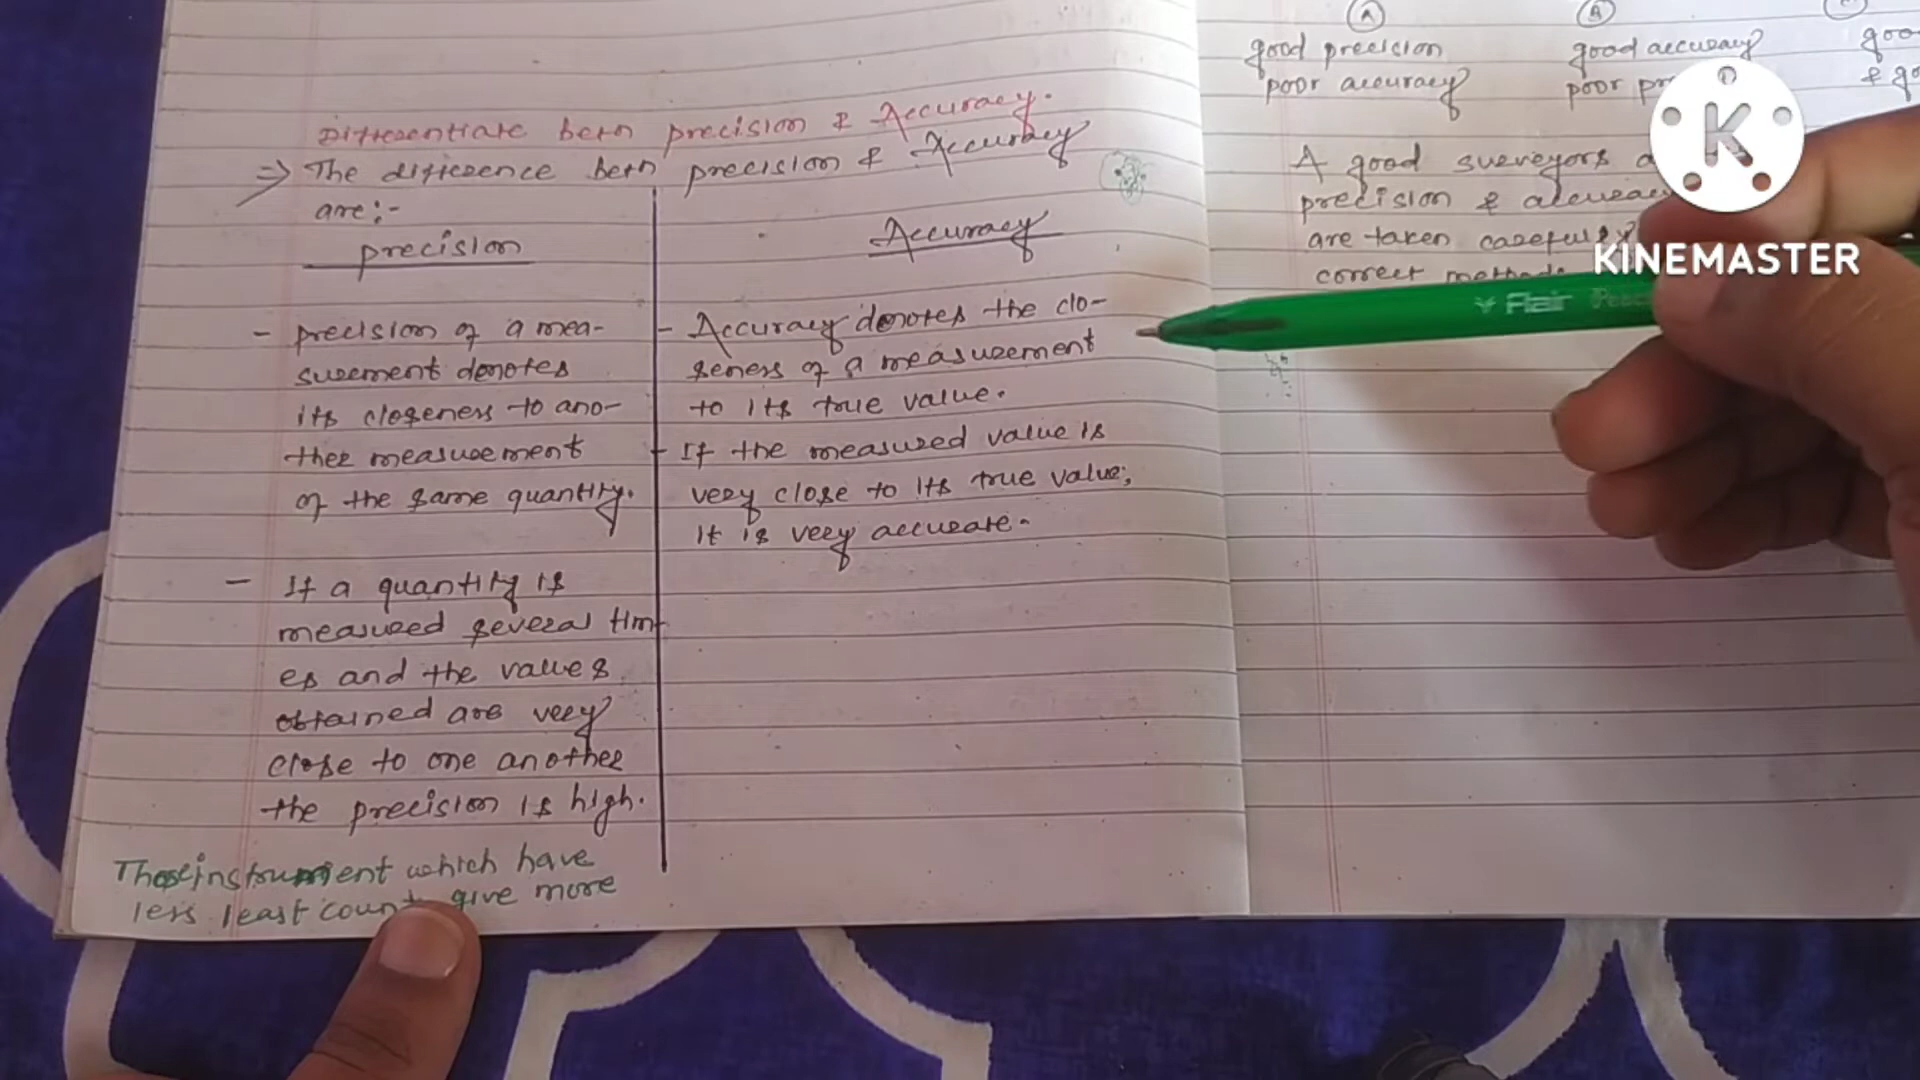 Differentiate betn precision & Accuracy.
⇒ The difference betn precision & Accuracy
are:-
precision
- precision of a mea-
surement denotes
its closeness to ano-
ther measurement
of the same quantity.
- If a quantity is
measured several tim-
es and the values
obtained are very
close to one another
the precision is high.
Those instrument which have
less least count give more
Accuracy
- Accuracy denotes the clo-
seness of a measurement
to its true value.
- If the measured value is
very close to its true value,
it is very accurate.
A
good precision
poor accuracy
B
good accuracy
poor
A good surveyors
precision &
are taken carefully
correct
Flair
K
KINEMASTER